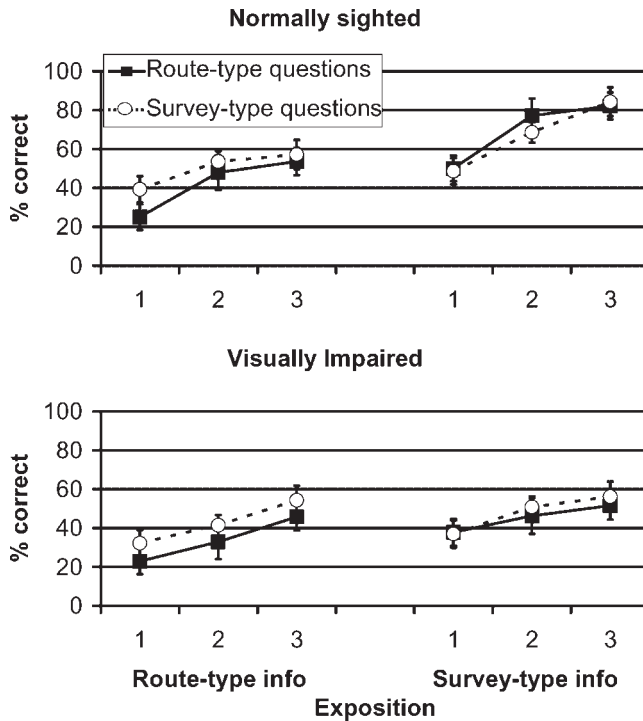 Normally sighted
Route-type questions
Survey-type questions
% correct
100
80
60
40
20
0
1 2 3 1 2 3
Visually Impaired
% correct
100
80
60
40
20
0
1 2 3 1 2 3
Route-type info Survey-type info
Exposition